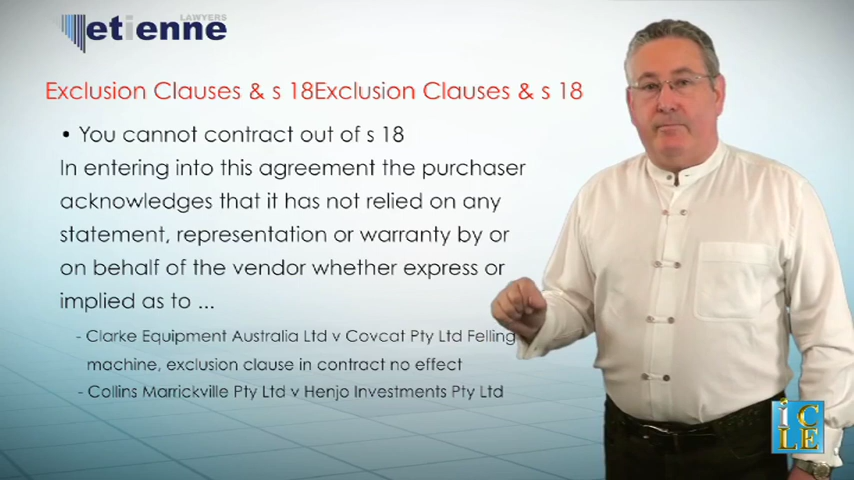 LAWYERS
etienne
Exclusion Clauses & s 18Exclusion Clauses & s 18
• You cannot contract out of s 18
In entering into this agreement the purchaser
acknowledges that it has not relied on any
statement, representation or warranty by or
on behalf of the vendor whether express or
implied as to ...
- Clarke Equipment Australia Ltd v Covcat Pty Ltd Felling
machine, exclusion clause in contract no effect
- Collins Marrickville Pty Ltd v Henjo Investments Pty Ltd
i C
L E